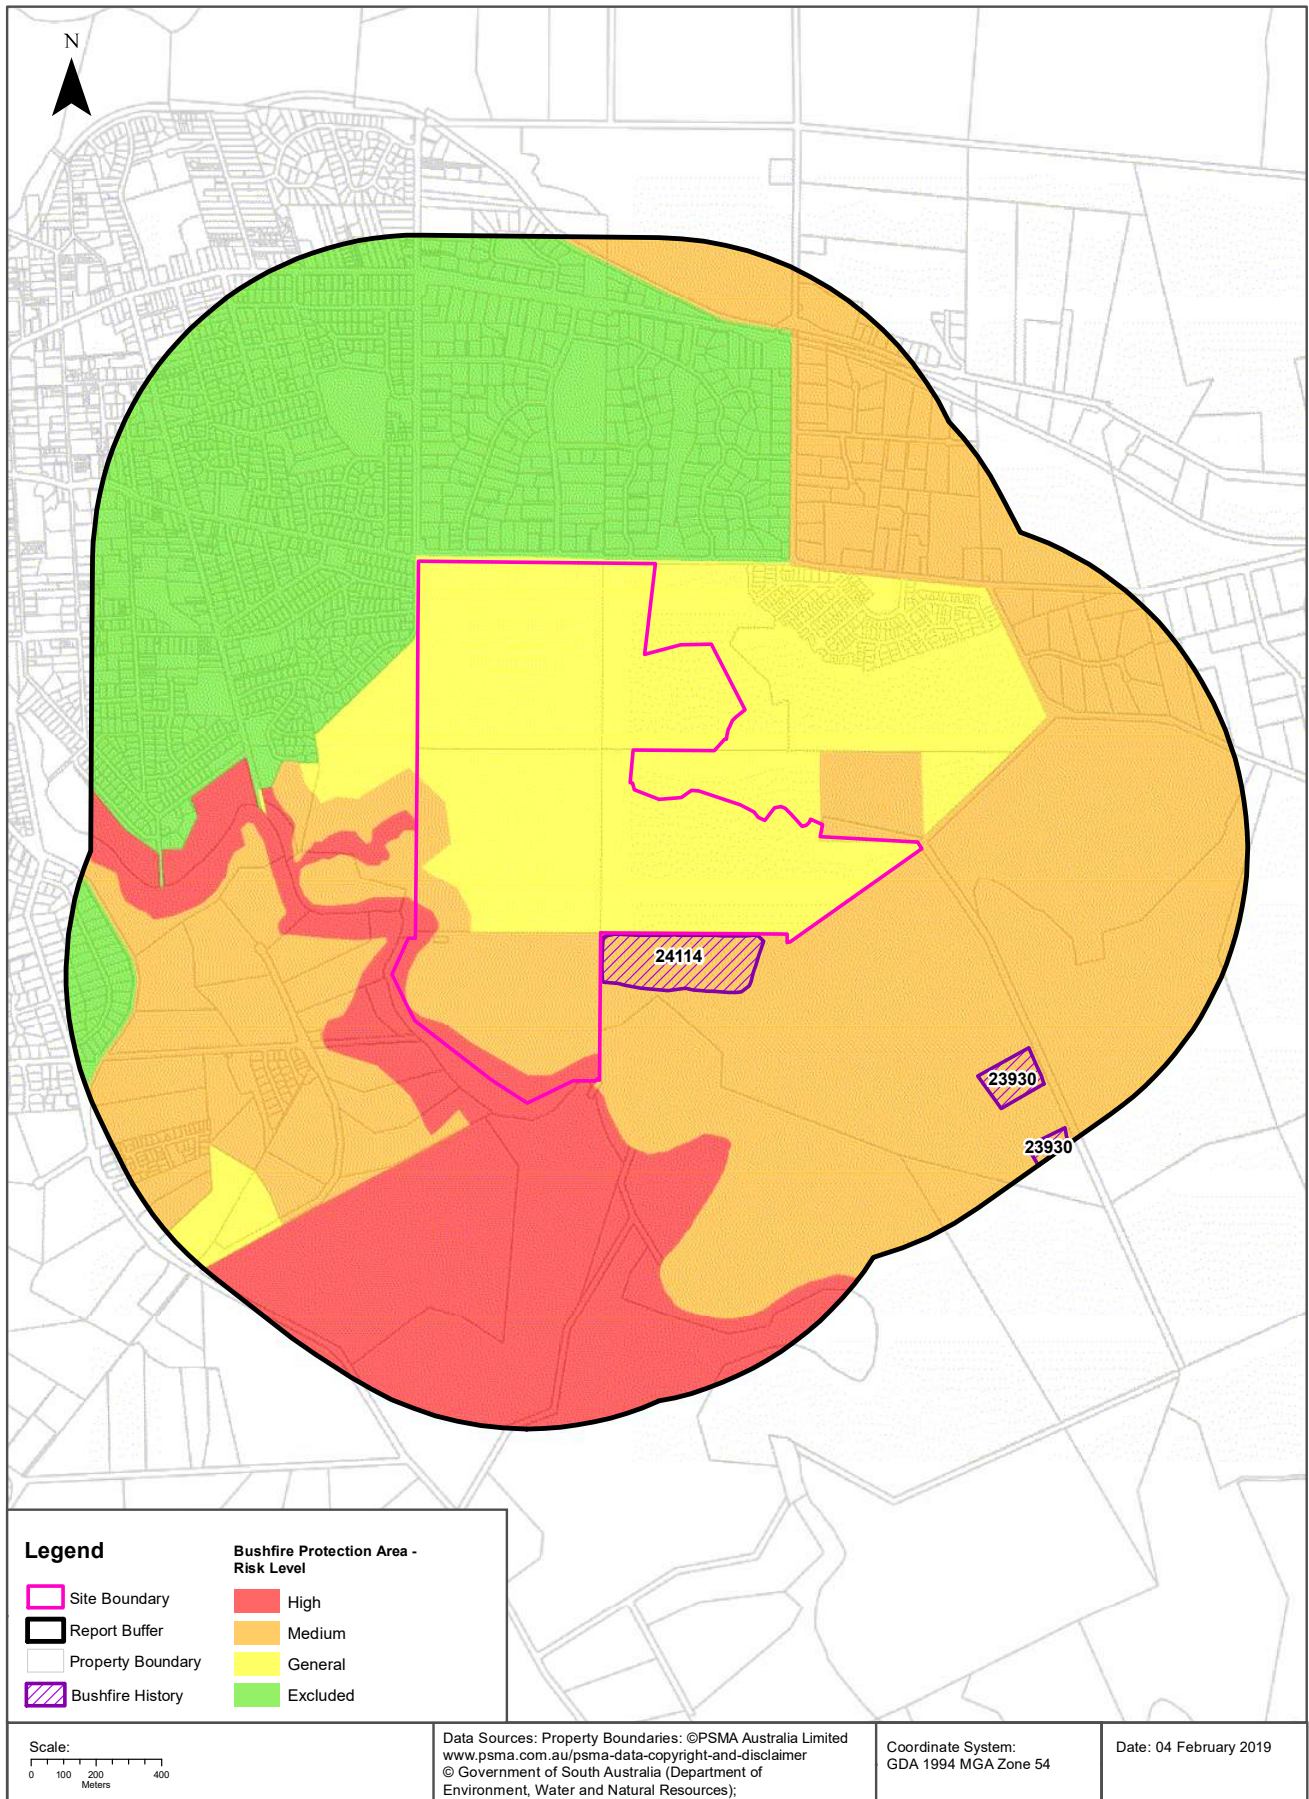 N
24114
23930
23930
Legend
Site Boundary
Report Buffer
Property Boundary
Bushfire History
Bushfire Protection Area -
Risk Level
High
Medium
General
Excluded
Scale:
0 100 200 400
Meters
Data Sources: Property Boundaries: ©PSMA Australia Limited
www.psma.com.au/psma-data-copyright-and-disclaimer
© Government of South Australia (Department of
Environment, Water and Natural Resources);
Coordinate System:
GDA 1994 MGA Zone 54
Date: 04 February 2019